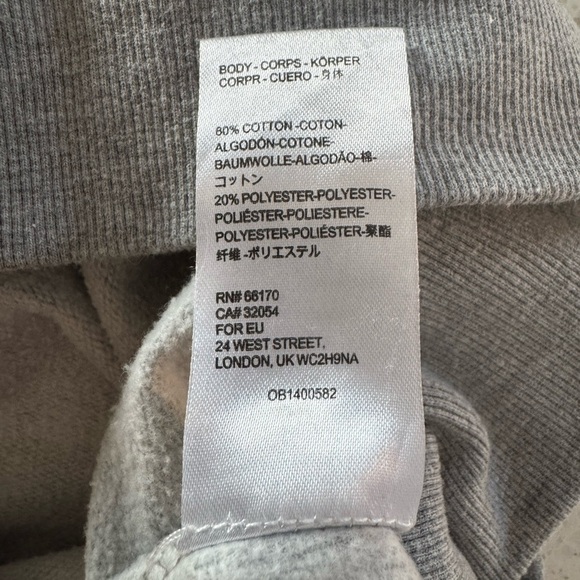 BODY - CORPS - KÖRPER
CORPR - CUERO - 身体
80% COTTON -COTON-
ALGODÓN-COTONE-
BAUMWOLLE-ALGODÃO-棉-
コットン
20% POLYESTER-POLYESTER-
POLIÉSTER-POLIESTERE-
POLYESTER-POLIÉSTER-聚酯
纤维 -ポリエステル
RN# 66170
CA# 32054
FOR EU
24 WEST STREET,
LONDON, UK WC2H9NA
OB1400582